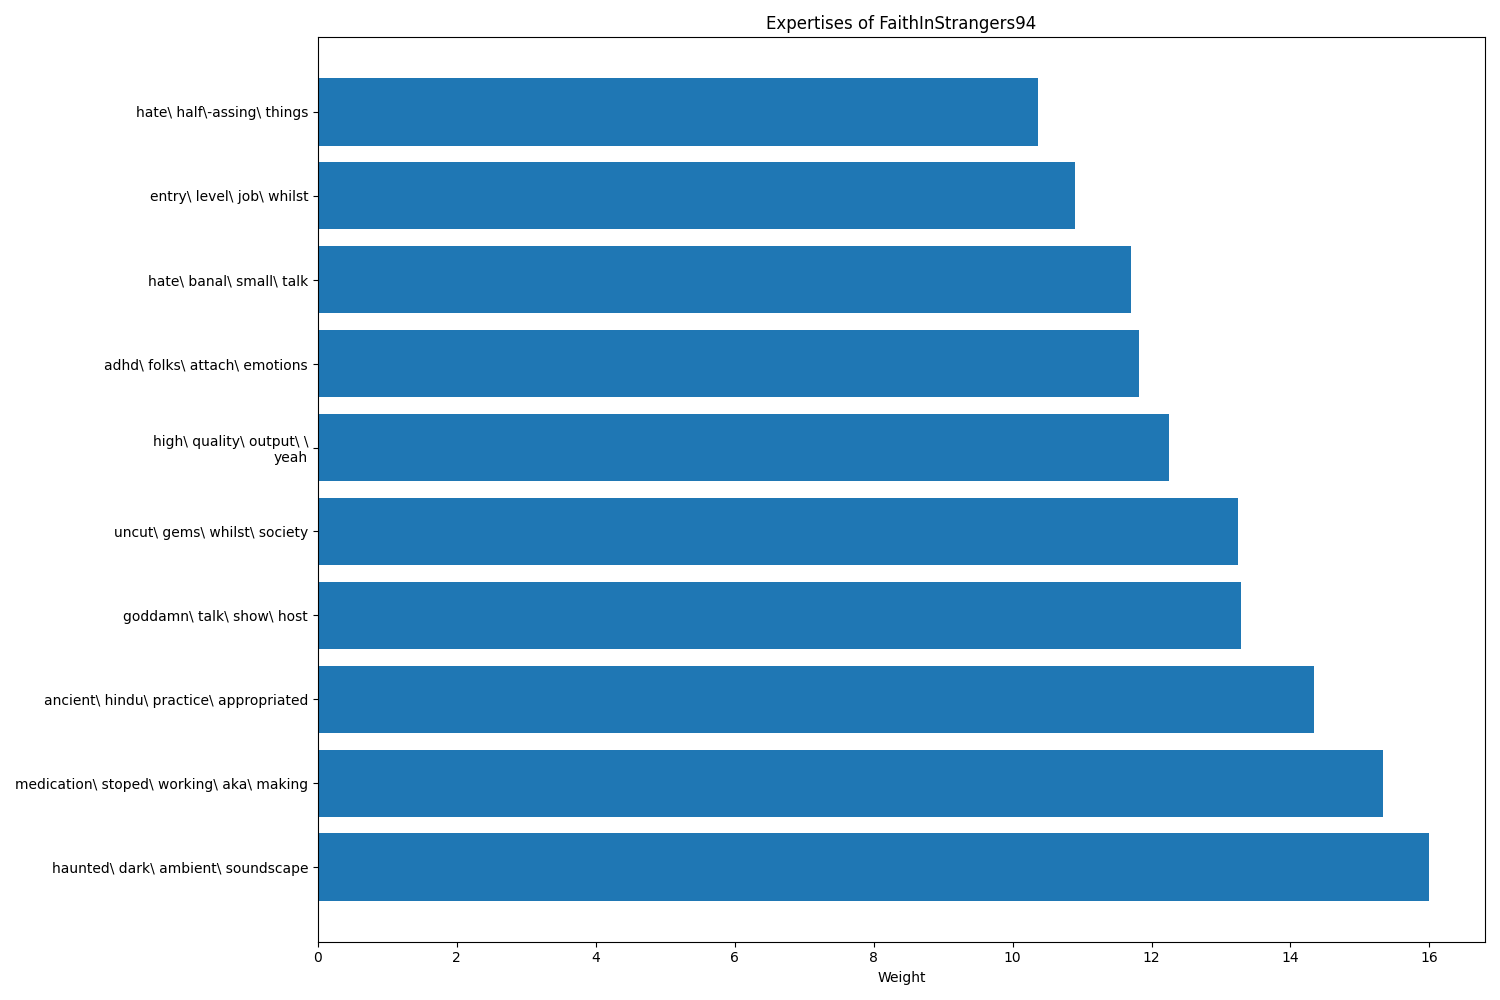 Expertises of FaithInStrangers94
hate\ half\-assing\ things
entry\ level\ job\ whilst
hate\ banal\ small\ talk
adhd\ folks\ attach\ emotions
high\ quality\ output\ \
yeah
uncut\ gems\ whilst\ society
goddamn\ talk\ show\ host
ancient\ hindu\ practice\ appropriated
medication\ stoped\ working\ aka\ making
haunted\ dark\ ambient\ soundscape
0 2 4 6 8 10 12 14 16
Weight